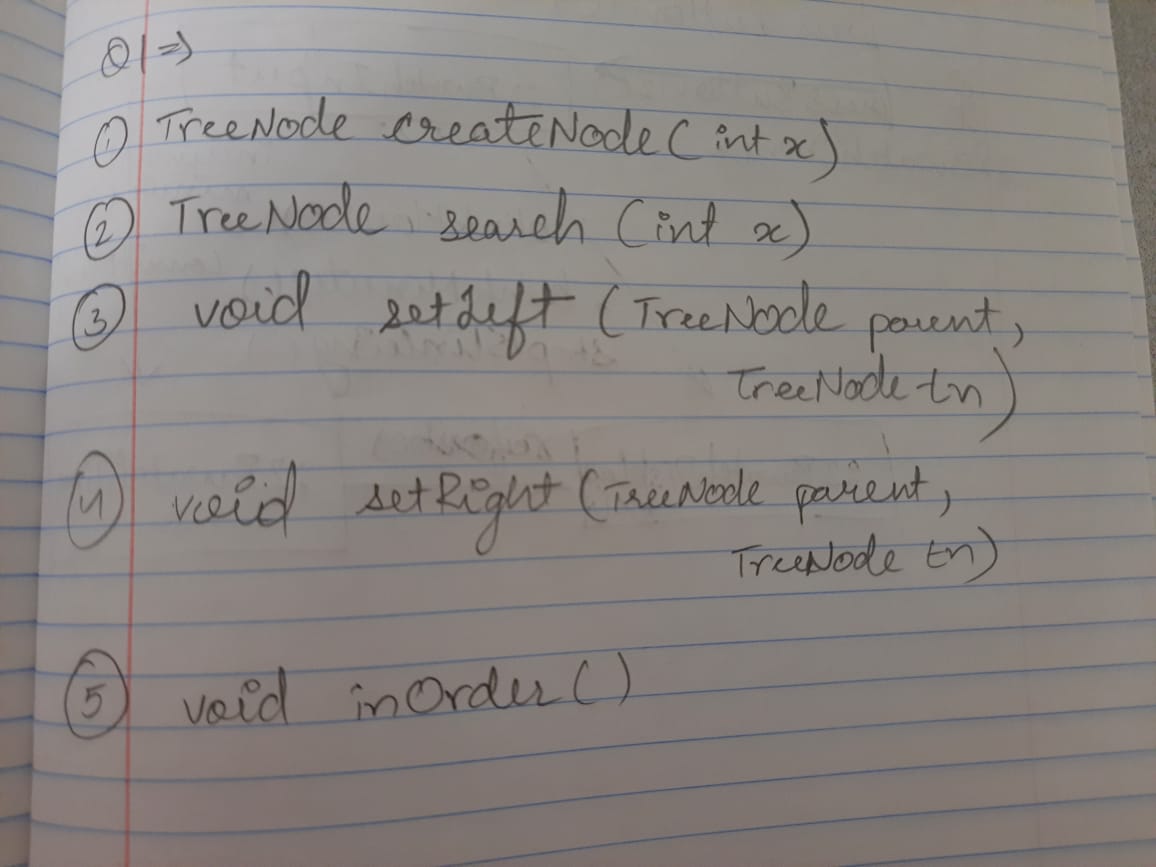 Q1 =>
① TreeNode createNode (int x)
② TreeNode search (int x)
③ void setLeft (TreeNode parent,
TreeNode tn)
④ void setRight (TreeNode parent,
TreeNode tn)
⑤ void inOrder ()